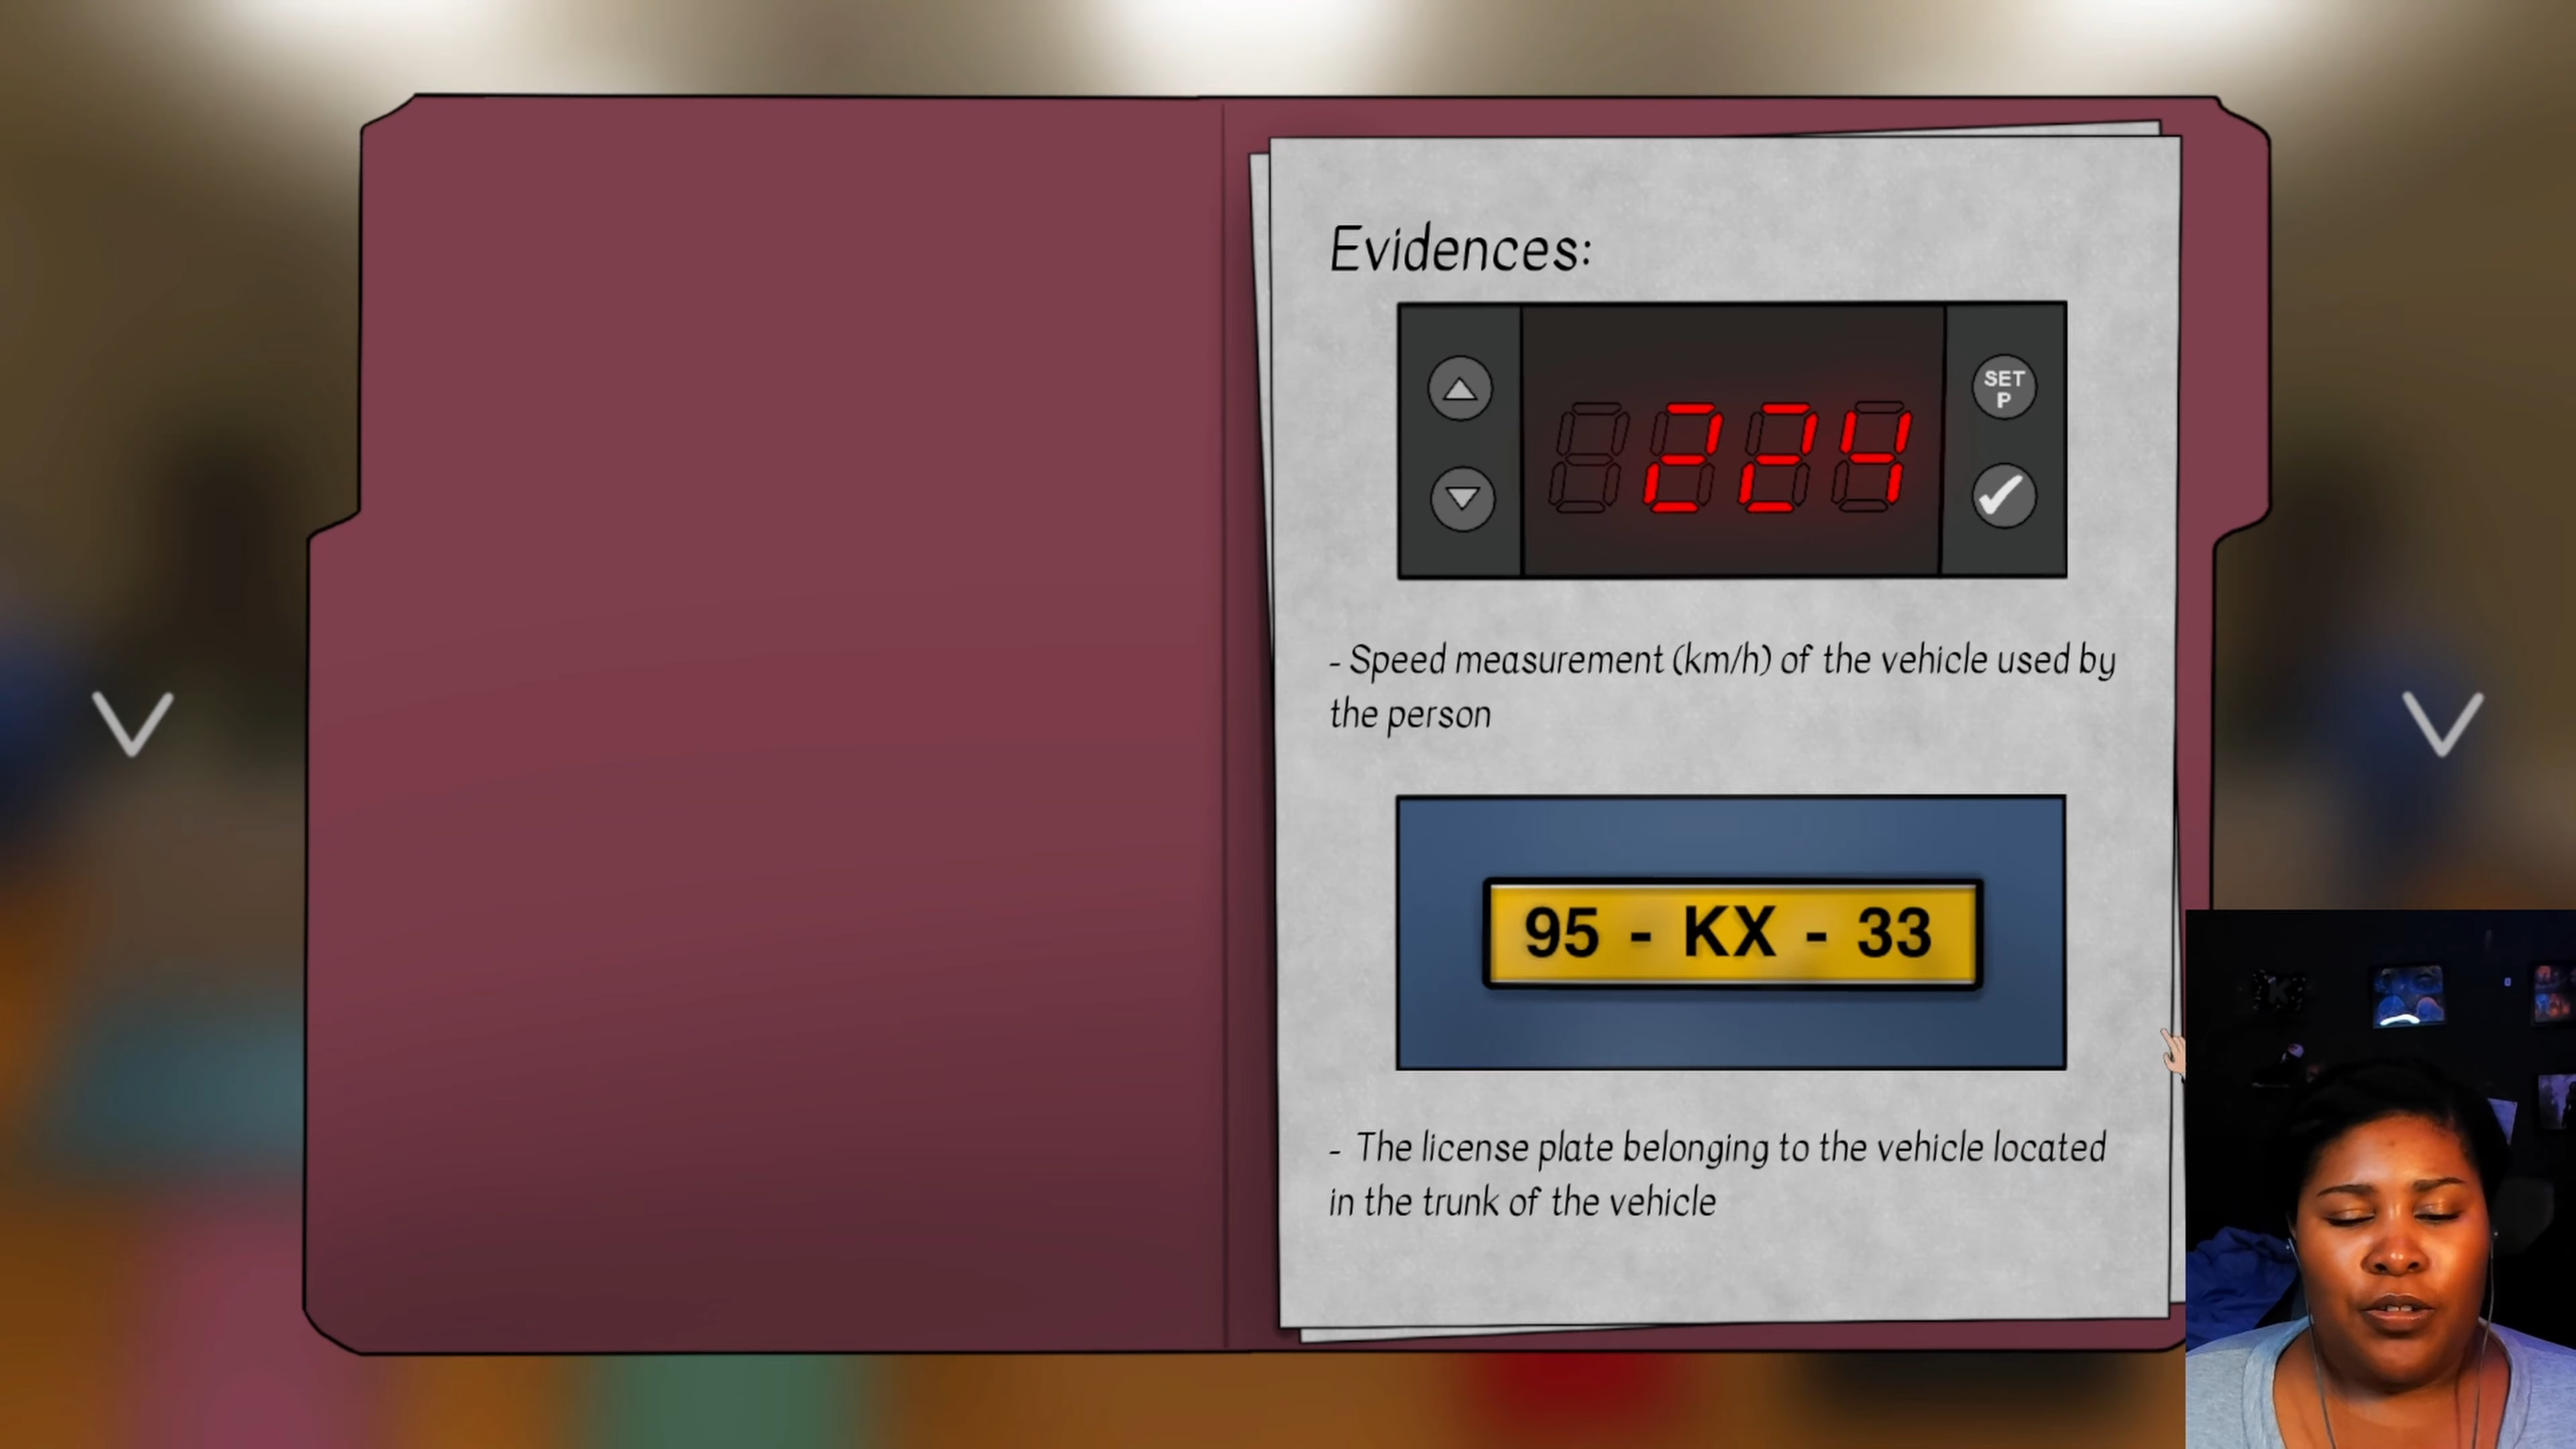 Evidences:
SET
P
224
- Speed measurement (km/h) of the vehicle used by
the person
95 - KX - 33
- The license plate belonging to the vehicle located
in the trunk of the vehicle